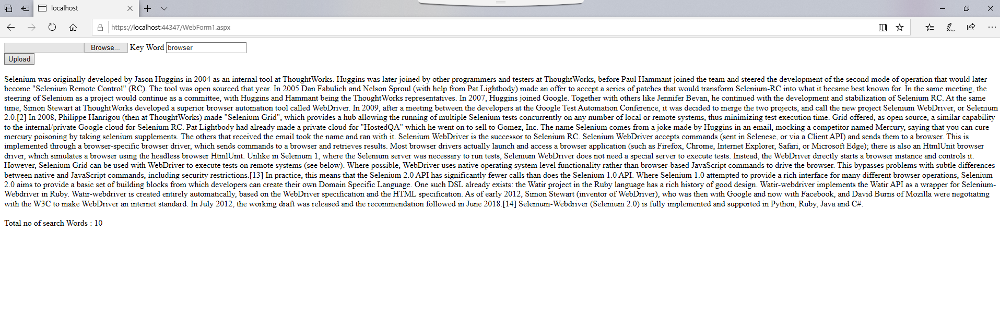 localhost
https://localhost:44347/WebForm1.aspx
Browse... Key Word browser
Upload
Selenium was originally developed by Jason Huggins in 2004 as an internal tool at ThoughtWorks. Huggins was later joined by other programmers and testers at ThoughtWorks, before Paul Hammant joined the team and steered the development of the second mode of operation that would later
become "Selenium Remote Control" (RC). The tool was open sourced that year. In 2005 Dan Fabulich and Nelson Sproul (with help from Pat Lightbody) made an offer to accept a series of patches that would transform Selenium-RC into what it became best known for. In the same meeting, the
steering of Selenium as a project would continue as a committee, with Huggins and Hammant being the ThoughtWorks representatives. In 2007, Huggins joined Google. Together with others like Jennifer Bevan, he continued with the development and stabilization of Selenium RC. At the same
time, Simon Stewart at ThoughtWorks developed a superior browser automation tool called WebDriver. In 2009, after a meeting between the developers at the Google Test Automation Conference, it was decided to merge the two projects, and call the new project Selenium WebDriver, or Selenium
2.0.[2] In 2008, Philippe Hanrigou (then at ThoughtWorks) made "Selenium Grid", which provides a hub allowing the running of multiple Selenium tests concurrently on any number of local or remote systems, thus minimizing test execution time. Grid offered, as open source, a similar capability
to the internal/private Google cloud for Selenium RC. Pat Lightbody had already made a private cloud for "HostedQA" which he went on to sell to Gomez, Inc. The name Selenium comes from a joke made by Huggins in an email, mocking a competitor named Mercury, saying that you can cure
mercury poisoning by taking selenium supplements. The others that received the email took the name and ran with it. Selenium WebDriver is the successor to Selenium RC. Selenium WebDriver accepts commands (sent in Selenese, or via a Client API) and sends them to a browser. This is
implemented through a browser-specific browser driver, which sends commands to a browser and retrieves results. Most browser drivers actually launch and access a browser application (such as Firefox, Chrome, Internet Explorer, Safari, or Microsoft Edge); there is also an HtmlUnit browser
driver, which simulates a browser using the headless browser HtmlUnit. Unlike in Selenium 1, where the Selenium server was necessary to run tests, Selenium WebDriver does not need a special server to execute tests. Instead, the WebDriver directly starts a browser instance and controls it.
However, Selenium Grid can be used with WebDriver to execute tests on remote systems (see below). Where possible, WebDriver uses native operating system level functionality rather than browser-based JavaScript commands to drive the browser. This bypasses problems with subtle differences
between native and JavaScript commands, including security restrictions.[13] In practice, this means that the Selenium 2.0 API has significantly fewer calls than does the Selenium 1.0 API. Where Selenium 1.0 attempted to provide a rich interface for many different browser operations, Selenium
2.0 aims to provide a basic set of building blocks from which developers can create their own Domain Specific Language. One such DSL already exists: the Watir project in the Ruby language has a rich history of good design. Watir-webdriver implements the Watir API as a wrapper for Selenium-
Webdriver in Ruby. Watir-webdriver is created entirely automatically, based on the WebDriver specification and the HTML specification. As of early 2012, Simon Stewart (inventor of WebDriver), who was then with Google and now with Facebook, and David Burns of Mozilla were negotiating
with the W3C to make WebDriver an internet standard. In July 2012, the working draft was released and the recommendation followed in June 2018.[14] Selenium-Webdriver (Selenium 2.0) is fully implemented and supported in Python, Ruby, Java and C#.
Total no of search Words : 10